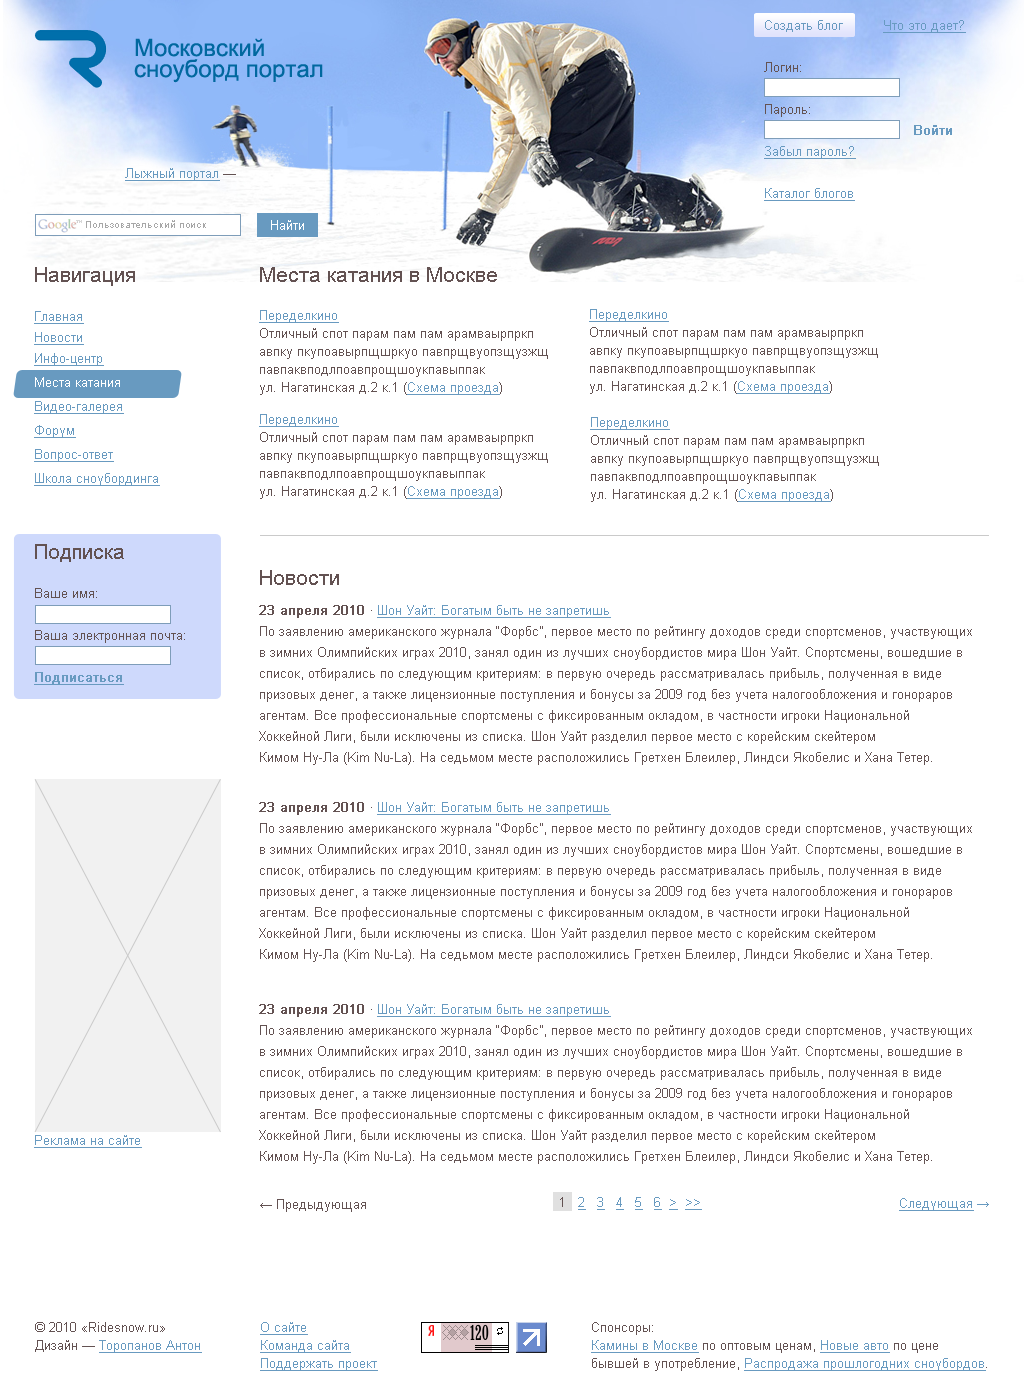 Московский
сноуборд портал
Создать блог
Что это дает?
Логин:
Пароль:
Войти
Забыл пароль?
Каталог блогов
Лыжный портал —
Google™ Пользовательский поиск
Найти
Навигация
Главная
Новости
Инфо-центр
Места катания
Видео-галерея
Форум
Вопрос-ответ
Школа сноубординга
Подписка
Ваше имя:
Ваша электронная почта:
Подписаться
Реклама на сайте
Места катания в Москве
Переделкино
Отличный спот парам пам пам арамваырпркп
авпку пкупоавырпщшркуо павпрщвуопзщузжщ
павпаквподлпоавпрощшоукпавыппак
ул. Нагатинская д.2 к.1 (Схема проезда)
Переделкино
Отличный спот парам пам пам арамваырпркп
авпку пкупоавырпщшркуо павпрщвуопзщузжщ
павпаквподлпоавпрощшоукпавыппак
ул. Нагатинская д.2 к.1 (Схема проезда)
Переделкино
Отличный спот парам пам пам арамваырпркп
авпку пкупоавырпщшркуо павпрщвуопзщузжщ
павпаквподлпоавпрощшоукпавыппак
ул. Нагатинская д.2 к.1 (Схема проезда)
Переделкино
Отличный спот парам пам пам арамваырпркп
авпку пкупоавырпщшркуо павпрщвуопзщузжщ
павпаквподлпоавпрощшоукпавыппак
ул. Нагатинская д.2 к.1 (Схема проезда)
Новости
23 апреля 2010 · Шон Уайт: Богатым быть не запретишь
По заявлению американского журнала "Форбс", первое место по рейтингу доходов среди спортсменов, участвующих
в зимних Олимпийских играх 2010, занял один из лучших сноубордистов мира Шон Уайт. Спортсмены, вошедшие в
список, отбирались по следующим критериям: в первую очередь рассматривалась прибыль, полученная в виде
призовых денег, а также лицензионные поступления и бонусы за 2009 год без учета налогообложения и гонораров
агентам. Все профессиональные спортсмены с фиксированным окладом, в частности игроки Национальной
Хоккейной Лиги, были исключены из списка. Шон Уайт разделил первое место с корейским скейтером
Кимом Ну-Ла (Kim Nu-La). На седьмом месте расположились Гретхен Блеилер, Линдси Якобелис и Хана Тетер.
23 апреля 2010 · Шон Уайт: Богатым быть не запретишь
По заявлению американского журнала "Форбс", первое место по рейтингу доходов среди спортсменов, участвующих
в зимних Олимпийских играх 2010, занял один из лучших сноубордистов мира Шон Уайт. Спортсмены, вошедшие в
список, отбирались по следующим критериям: в первую очередь рассматривалась прибыль, полученная в виде
призовых денег, а также лицензионные поступления и бонусы за 2009 год без учета налогообложения и гонораров
агентам. Все профессиональные спортсмены с фиксированным окладом, в частности игроки Национальной
Хоккейной Лиги, были исключены из списка. Шон Уайт разделил первое место с корейским скейтером
Кимом Ну-Ла (Kim Nu-La). На седьмом месте расположились Гретхен Блеилер, Линдси Якобелис и Хана Тетер.
23 апреля 2010 · Шон Уайт: Богатым быть не запретишь
По заявлению американского журнала "Форбс", первое место по рейтингу доходов среди спортсменов, участвующих
в зимних Олимпийских играх 2010, занял один из лучших сноубордистов мира Шон Уайт. Спортсмены, вошедшие в
список, отбирались по следующим критериям: в первую очередь рассматривалась прибыль, полученная в виде
призовых денег, а также лицензионные поступления и бонусы за 2009 год без учета налогообложения и гонораров
агентам. Все профессиональные спортсмены с фиксированным окладом, в частности игроки Национальной
Хоккейной Лиги, были исключены из списка. Шон Уайт разделил первое место с корейским скейтером
Кимом Ну-Ла (Kim Nu-La). На седьмом месте расположились Гретхен Блеилер, Линдси Якобелис и Хана Тетер.
← Предыдущая
1 2 3 4 5 6 > >>
Следующая →
© 2010 «Ridesnow.ru»
Дизайн — Торопанов Антон
О сайте
Команда сайта
Поддержать проект
Я 120
Спонсоры:
Камины в Москве по оптовым ценам, Новые авто по цене
бывшей в употребление, Распродажа прошлогодних сноубордов.